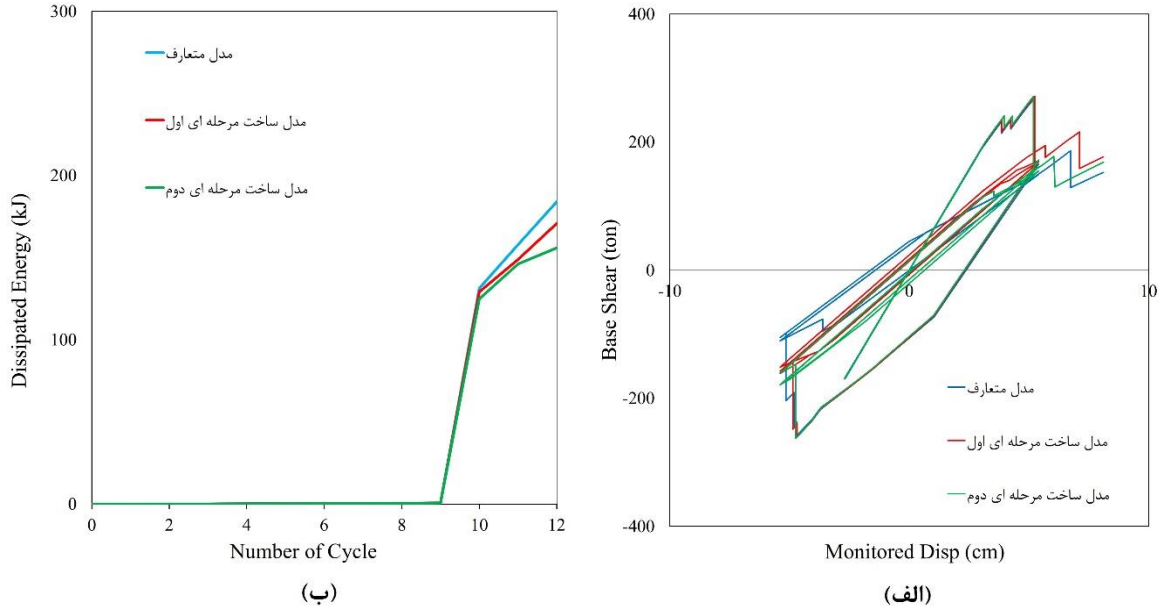 300
200
100
0
Dissipated Energy (kJ)
مدل متعارف
مدل ساخت مرحله ای اول
مدل ساخت مرحله ای دوم
0 2 4 6 8 10 12
Number of Cycle
(ب)
400
200
0
-200
-400
Base Shear (ton)
-10 0 10
مدل متعارف
مدل ساخت مرحله ای اول
مدل ساخت مرحله ای دوم
Monitored Disp (cm)
(الف)